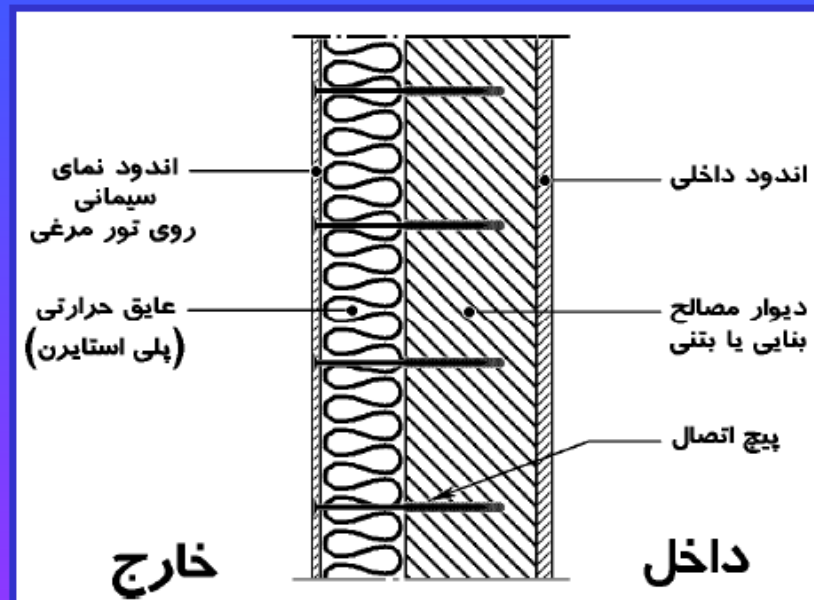 اندود داخلی
دیوار مصالح
بنایی یا بتنی
پیچ اتصال
داخل
اندود نمای
سیمانی
روی تور مرغی
عایق حرارتی
(پلی استایرن)
خارج